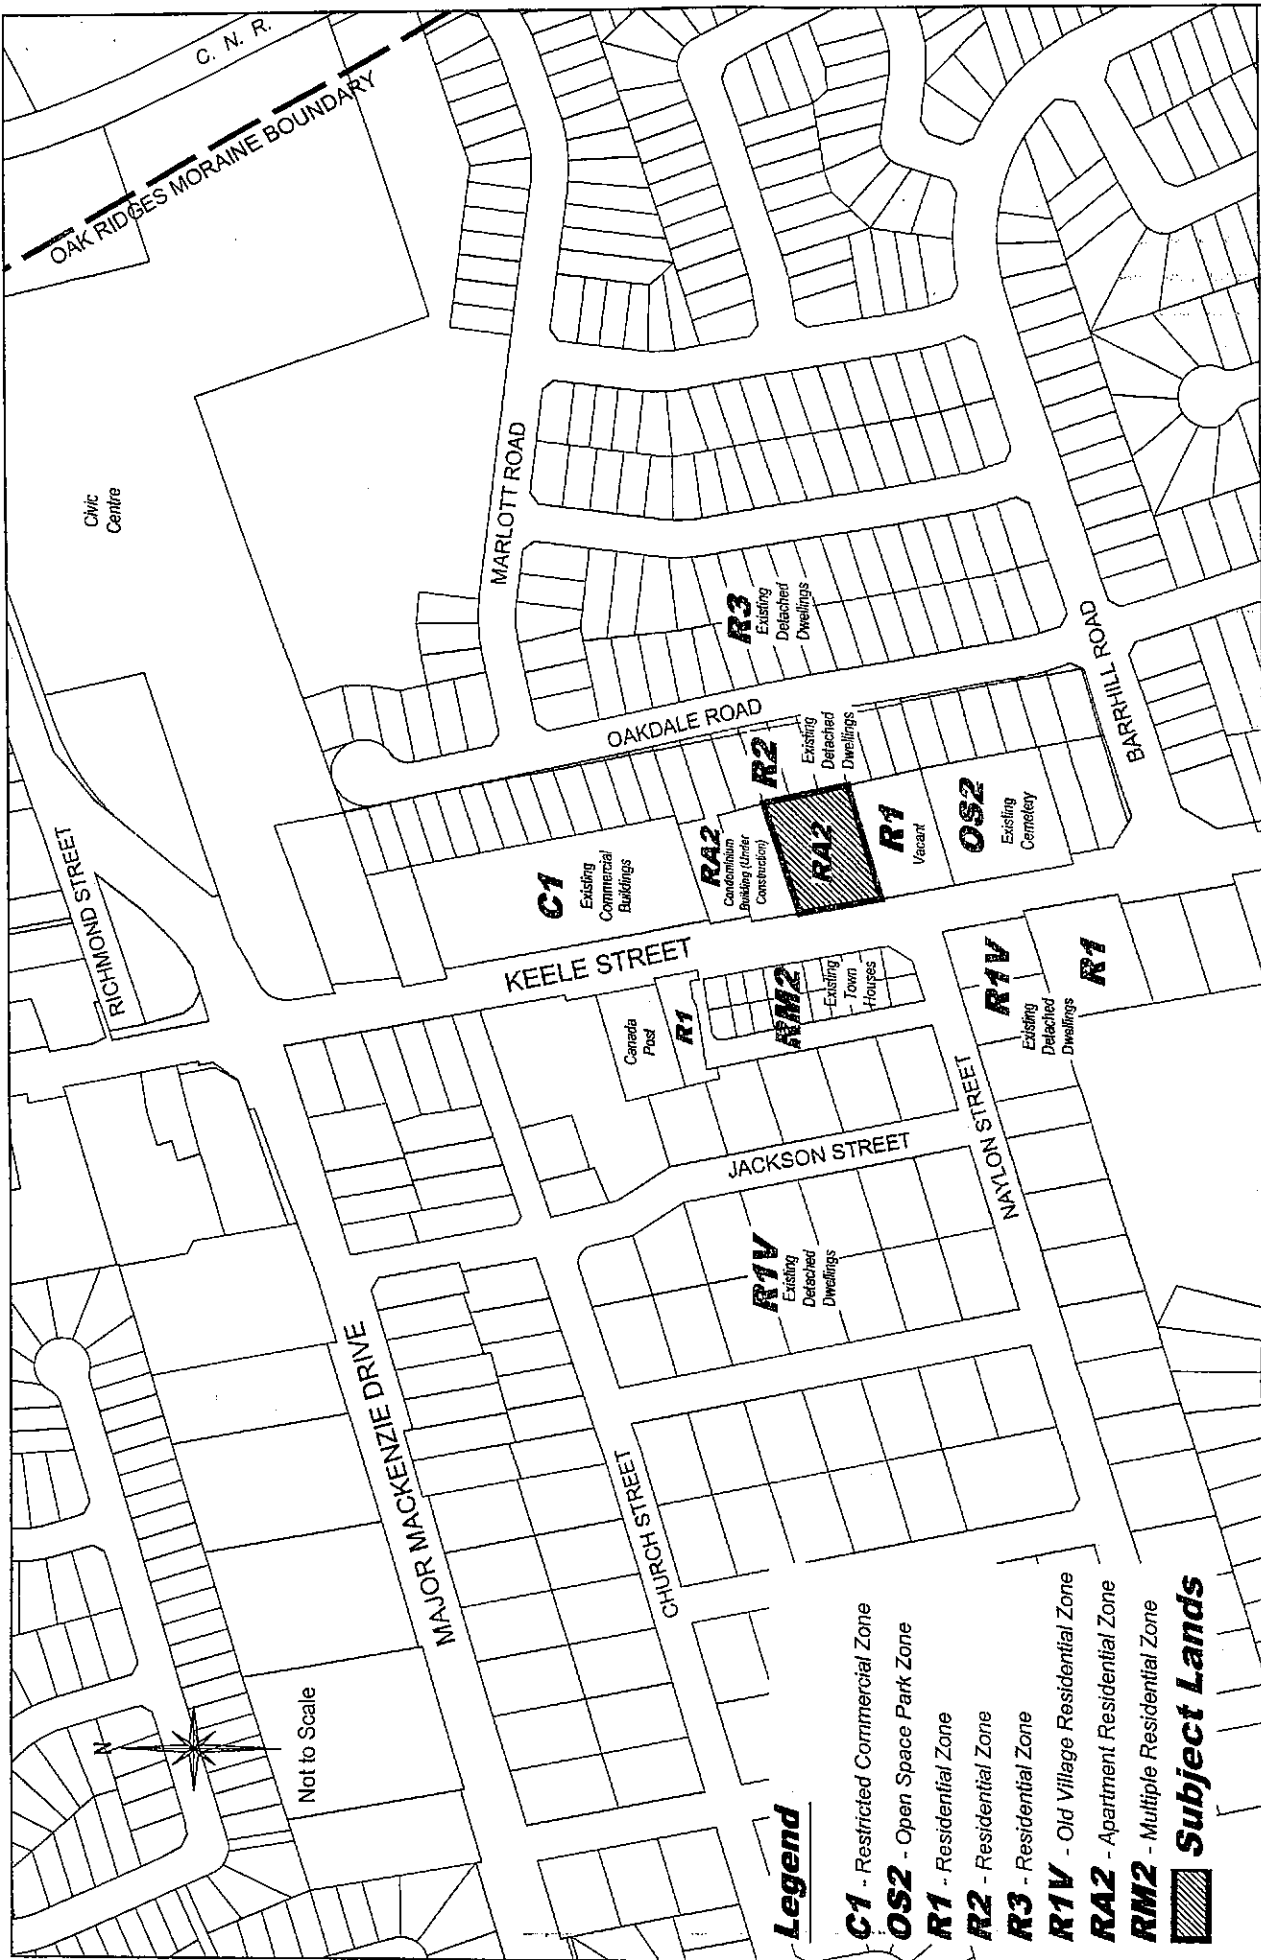 C. N. R.
OAK RIDGES MORAINE BOUNDARY
Civic
Centre
RICHMOND STREET
MARLOTT ROAD
C1
Existing
Commercial
Buildings
OAKDALE ROAD
R3
Existing
Detached
Dwellings
R2
Existing
Detached
Dwellings
RA2
Condominium
Building (Under
Construction)
RA2
R1
Vacant
OS2
Existing
Cemetery
BARRHILL ROAD
KEELE STREET
Canada
Post
R1
RM2
Existing
Town
Houses
R1V
Existing
Detached
Dwellings
R1
JACKSON STREET
NAYLON STREET
R1V
Existing
Detached
Dwellings
MAJOR MACKENZIE DRIVE
CHURCH STREET
N
Not to Scale
Legend
C1 - Restricted Commercial Zone
OS2 - Open Space Park Zone
R1 - Residential Zone
R2 - Residential Zone
R3 - Residential Zone
R1V - Old Village Residential Zone
RA2 - Apartment Residential Zone
RM2 - Multiple Residential Zone
Subject Lands